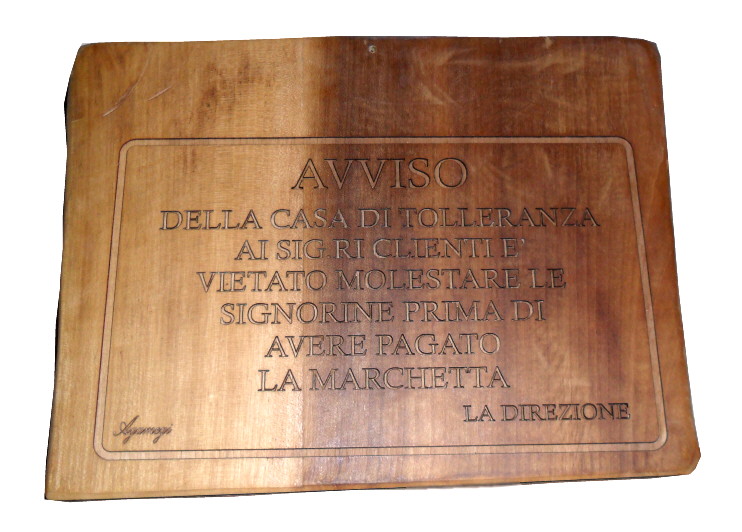 AVVISO
DELLA CASA DI TOLLERANZA
AI SIG.RI CLIENTI E'
VIETATO MOLESTARE LE
SIGNORINE PRIMA DI
AVERE PAGATO
LA MARCHETTA
LA DIREZIONE